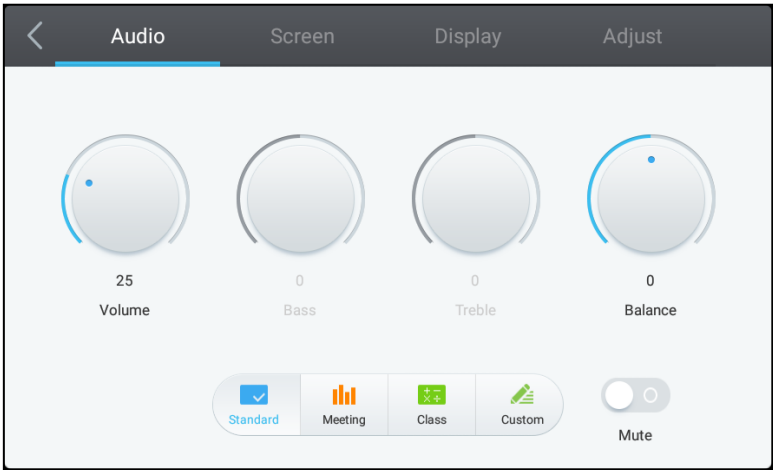 Audio Screen Display Adjust
25 0 0 0
Volume Bass Treble Balance
Standard Meeting Class Custom
Mute